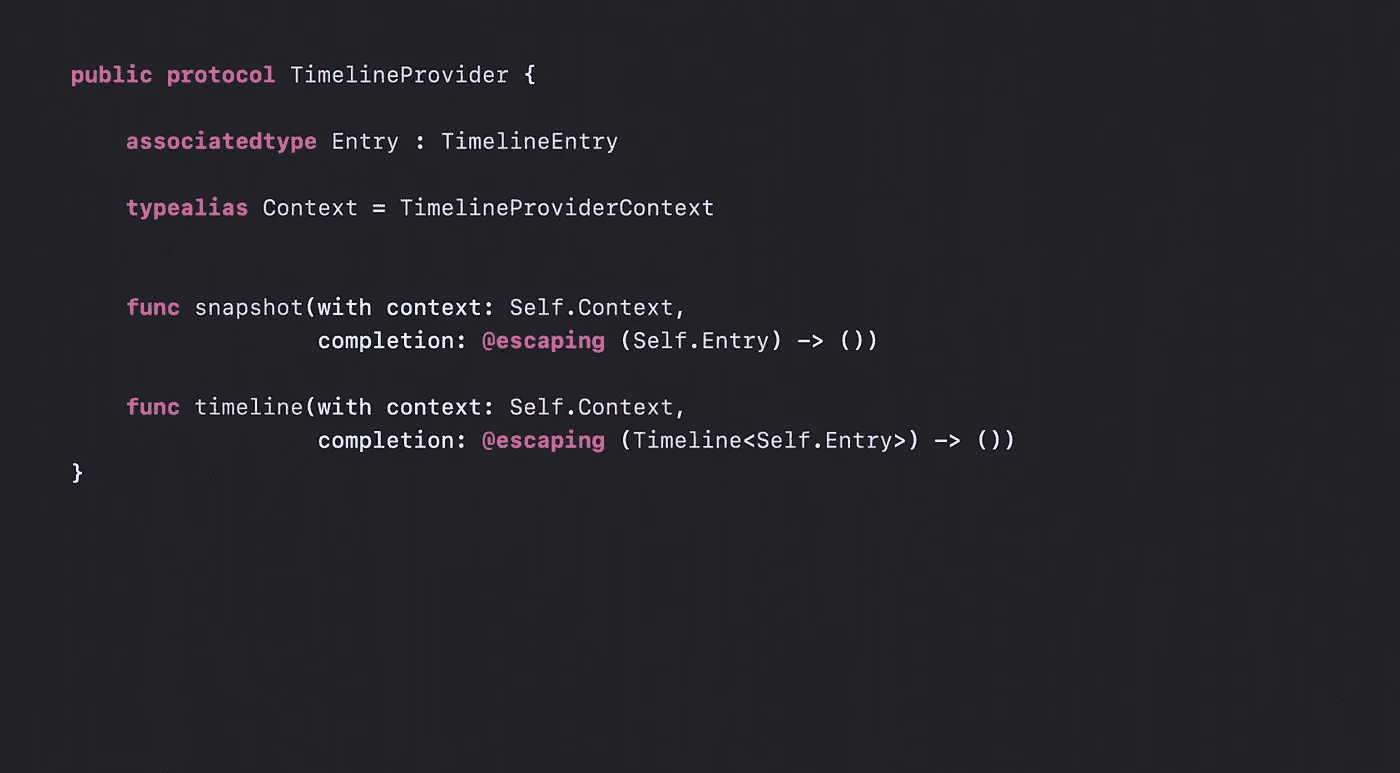 public protocol TimelineProvider {
associatedtype Entry : TimelineEntry
typealias Context = TimelineProviderContext
func snapshot(with context: Self.Context,
completion: @escaping (Self.Entry) -> ())
func timeline(with context: Self.Context,
completion: @escaping (Timeline<Self.Entry>) -> ())
}